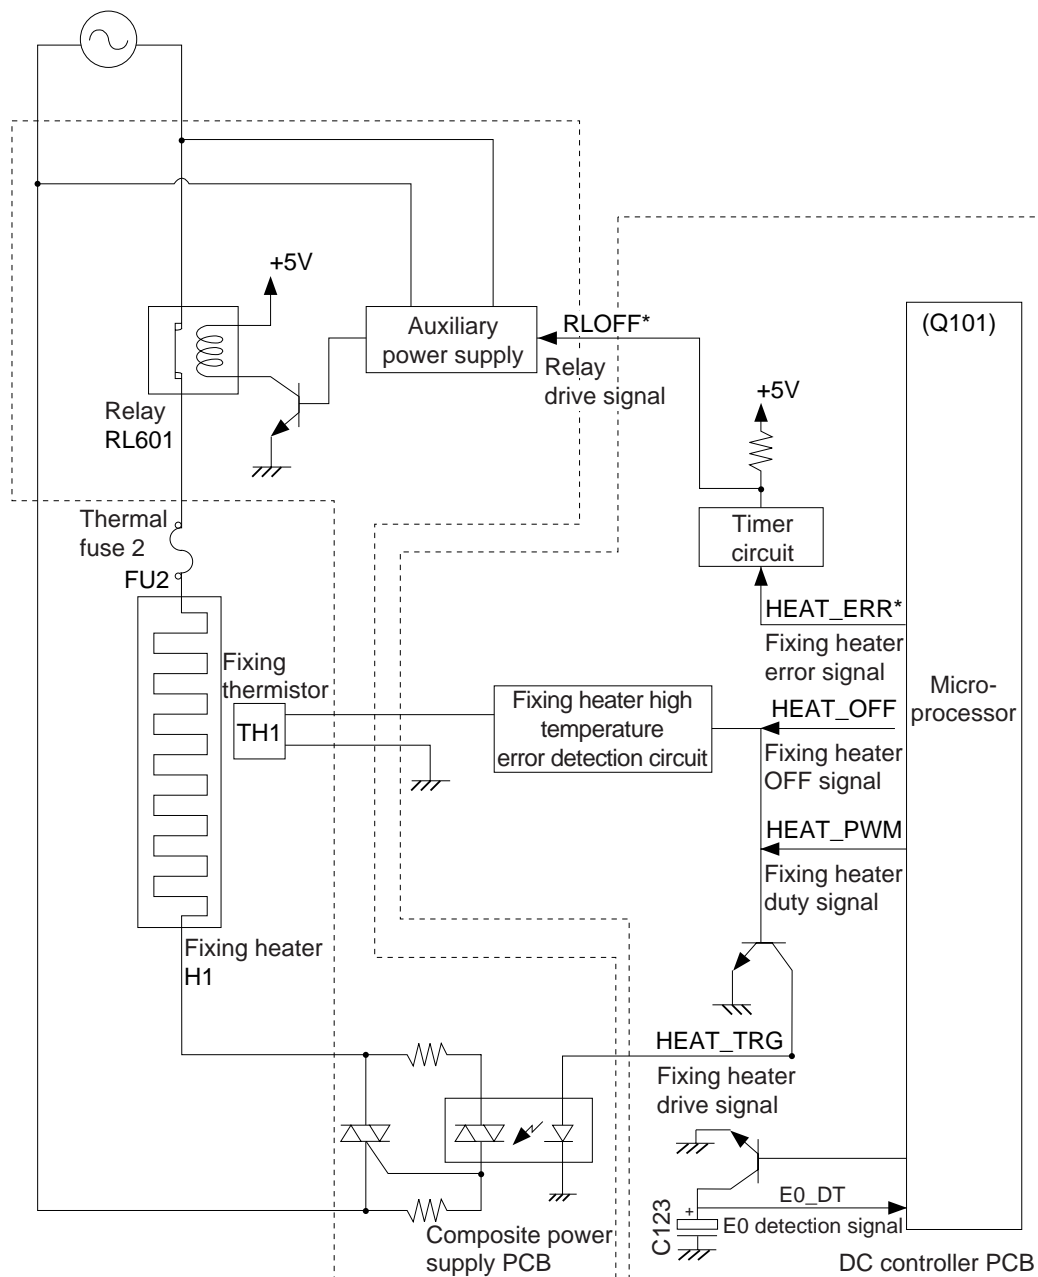 +5V
Auxiliary
power supply
RLOFF*
Relay
drive signal
(Q101)
Relay
RL601
+5V
Thermal
fuse 2
FU2
Timer
circuit
HEAT_ERR*
Fixing heater
error signal
Fixing
thermistor
TH1
Fixing heater high
temperature
error detection circuit
HEAT_OFF
Fixing heater
OFF signal
Micro-
processor
HEAT_PWM
Fixing heater
duty signal
Fixing heater
H1
HEAT_TRG
Fixing heater
drive signal
E0_DT
E0 detection signal
+
C123
Composite power
supply PCB
DC controller PCB